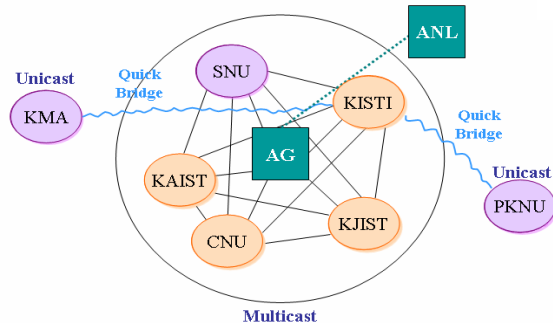 ANL
Quick
Bridge
Unicast
SNU
KISTI
KMA
Quick
Bridge
AG
Unicast
KAIST
PKNU
KJIST
CNU
Multicast